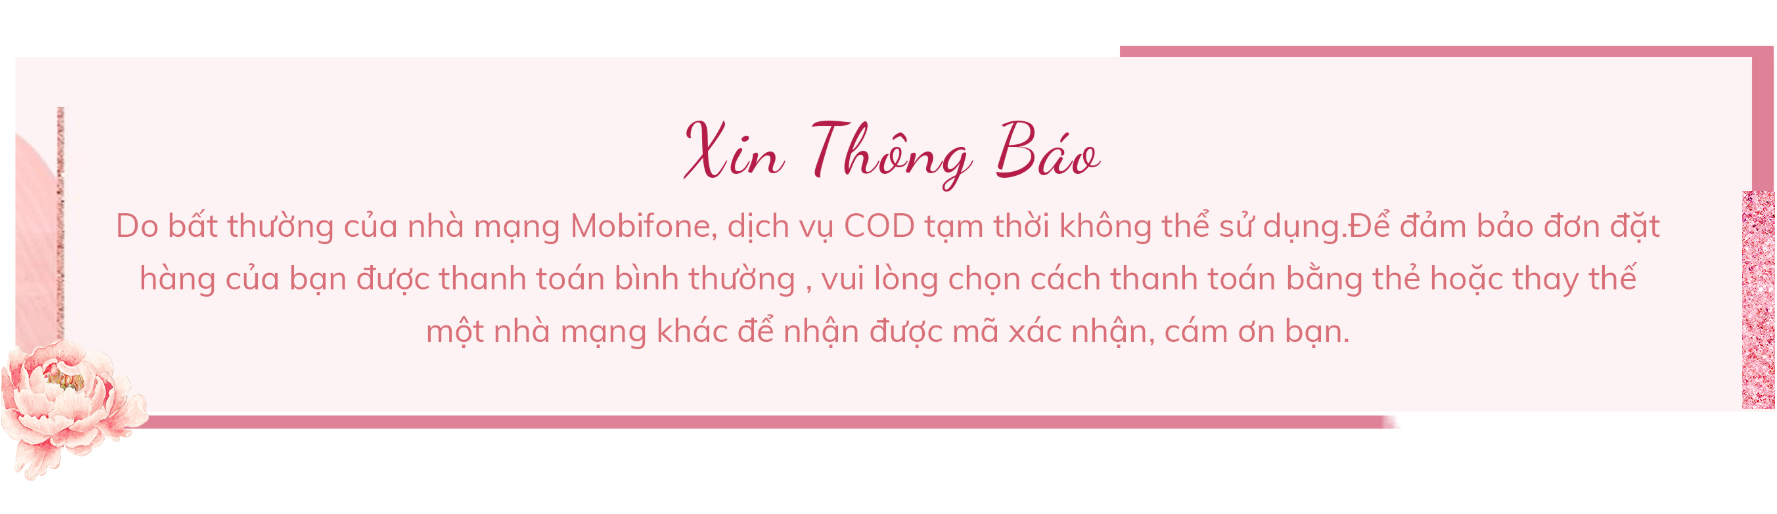 Xin Thông Báo
Do bất thường của nhà mạng Mobifone, dịch vụ COD tạm thời không thể sử dụng.Để đảm bảo đơn đặt
hàng của bạn được thanh toán bình thường , vui lòng chọn cách thanh toán bằng thẻ hoặc thay thế
một nhà mạng khác để nhận được mã xác nhận, cám ơn bạn.